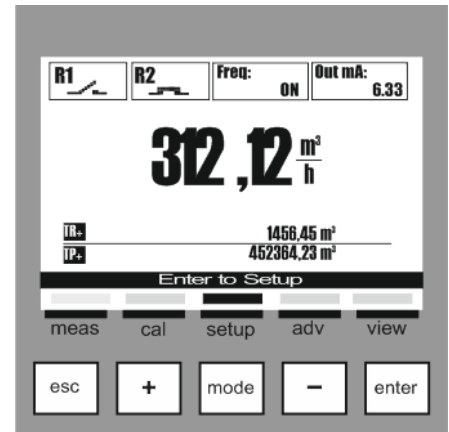 R1 R2 Freq: ON Out mA: 6.33
312,12 m³/h
TR+ 1456,45 m³
TP+ 452364,23 m³
Enter to Setup
meas cal setup adv view
esc + mode − enter